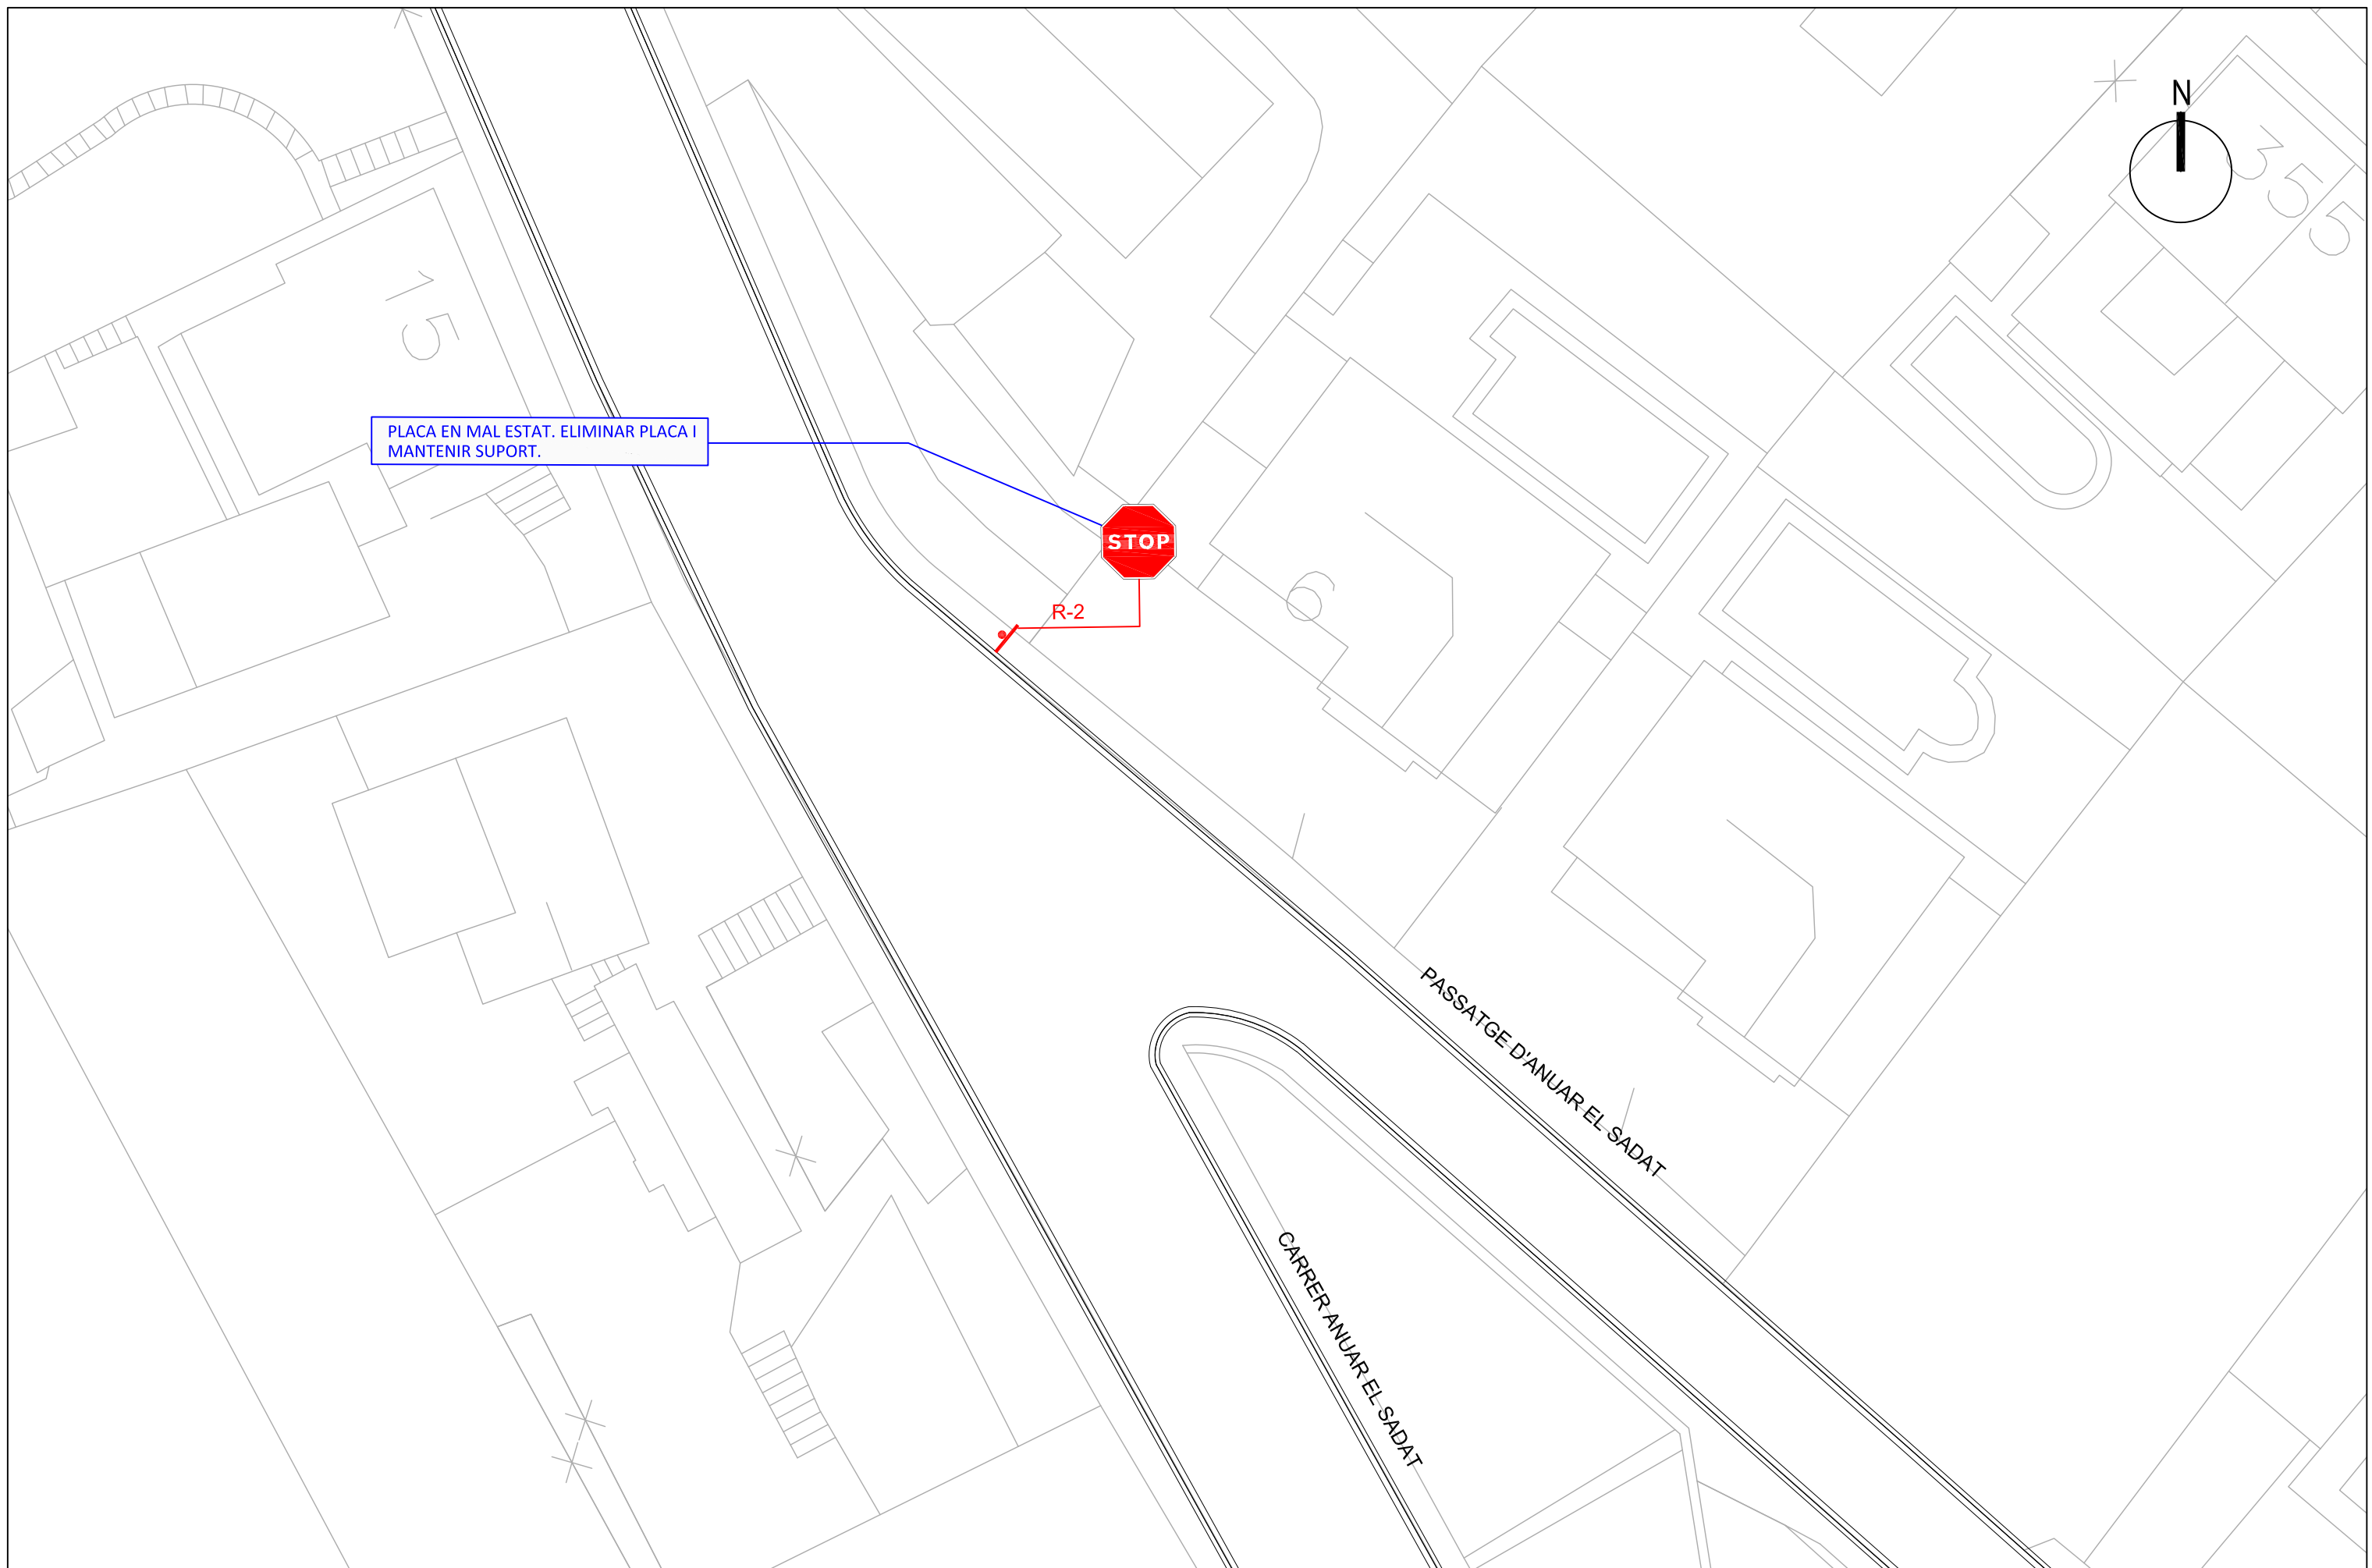 N
355
15
PLACA EN MAL ESTAT. ELIMINAR PLACA I
MANTENIR SUPORT.
STOP
R-2
6
PASSATGE D'ANUAR EL SADAT
CARRER ANUAR EL SADAT